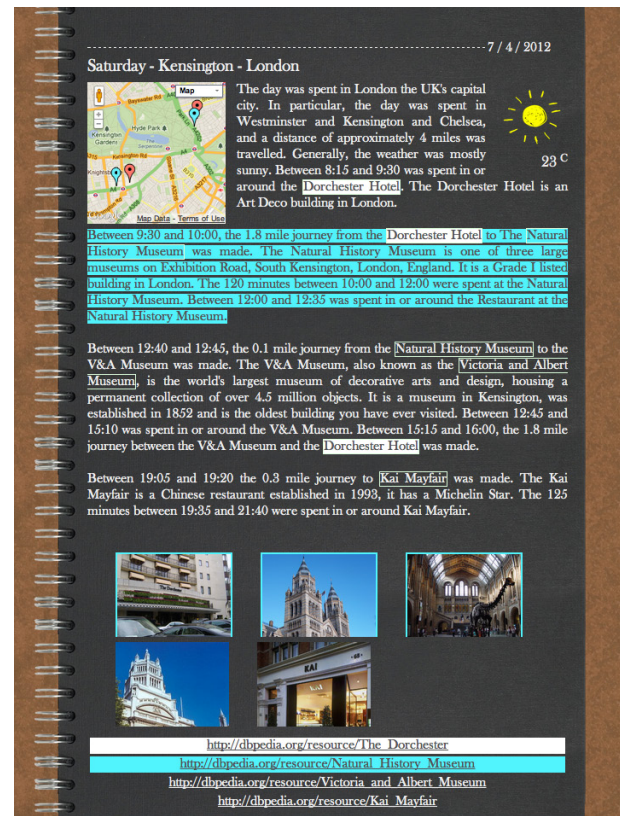 7 / 4 / 2012
Saturday - Kensington - London
Map
Bayswater Rd
Hyde Park
Kensington
Gardens
The
Serpentine
Kensington Rd
A315
A4
Knightsb
A3216
Map Data - Terms of Use
The day was spent in London the UK's capital
city. In particular, the day was spent in
Westminster and Kensington and Chelsea,
and a distance of approximately 4 miles was
travelled. Generally, the weather was mostly
sunny. Between 8:15 and 9:30 was spent in or
around the Dorchester Hotel. The Dorchester Hotel is an
Art Deco building in London.
23 C
Between 9:30 and 10:00, the 1.8 mile journey from the Dorchester Hotel to The Natural
History Museum was made. The Natural History Museum is one of three large
museums on Exhibition Road, South Kensington, London, England. It is a Grade I listed
building in London. The 120 minutes between 10:00 and 12:00 were spent at the Natural
History Museum. Between 12:00 and 12:35 was spent in or around the Restaurant at the
Natural History Museum.
Between 12:40 and 12:45, the 0.1 mile journey from the Natural History Museum to the
V&A Museum was made. The V&A Museum, also known as the Victoria and Albert
Museum, is the world's largest museum of decorative arts and design, housing a
permanent collection of over 4.5 million objects. It is a museum in Kensington, was
established in 1852 and is the oldest building you have ever visited. Between 12:45 and
15:10 was spent in or around the V&A Museum. Between 15:15 and 16:00, the 1.8 mile
journey between the V&A Museum and the Dorchester Hotel was made.
Between 19:05 and 19:20 the 0.3 mile journey to Kai Mayfair was made. The Kai
Mayfair is a Chinese restaurant established in 1993, it has a Michelin Star. The 125
minutes between 19:35 and 21:40 were spent in or around Kai Mayfair.
The Dorchester
KAI
http://dbpedia.org/resource/The_Dorchester
http://dbpedia.org/resource/Natural_History_Museum
http://dbpedia.org/resource/Victoria_and_Albert_Museum
http://dbpedia.org/resource/Kai_Mayfair